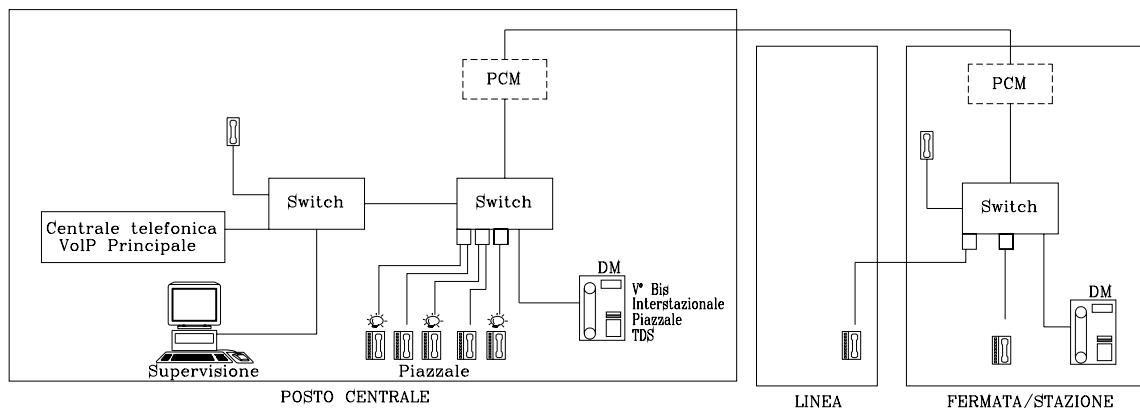 PCM
PCM
Switch
Switch
Switch
Centrale telefonica
VoIP Principale
DM
V° Bis
Interstazionale
Piazzale
TDS
DM
Supervisione
Piazzale
POSTO CENTRALE
LINEA
FERMATA/STAZIONE